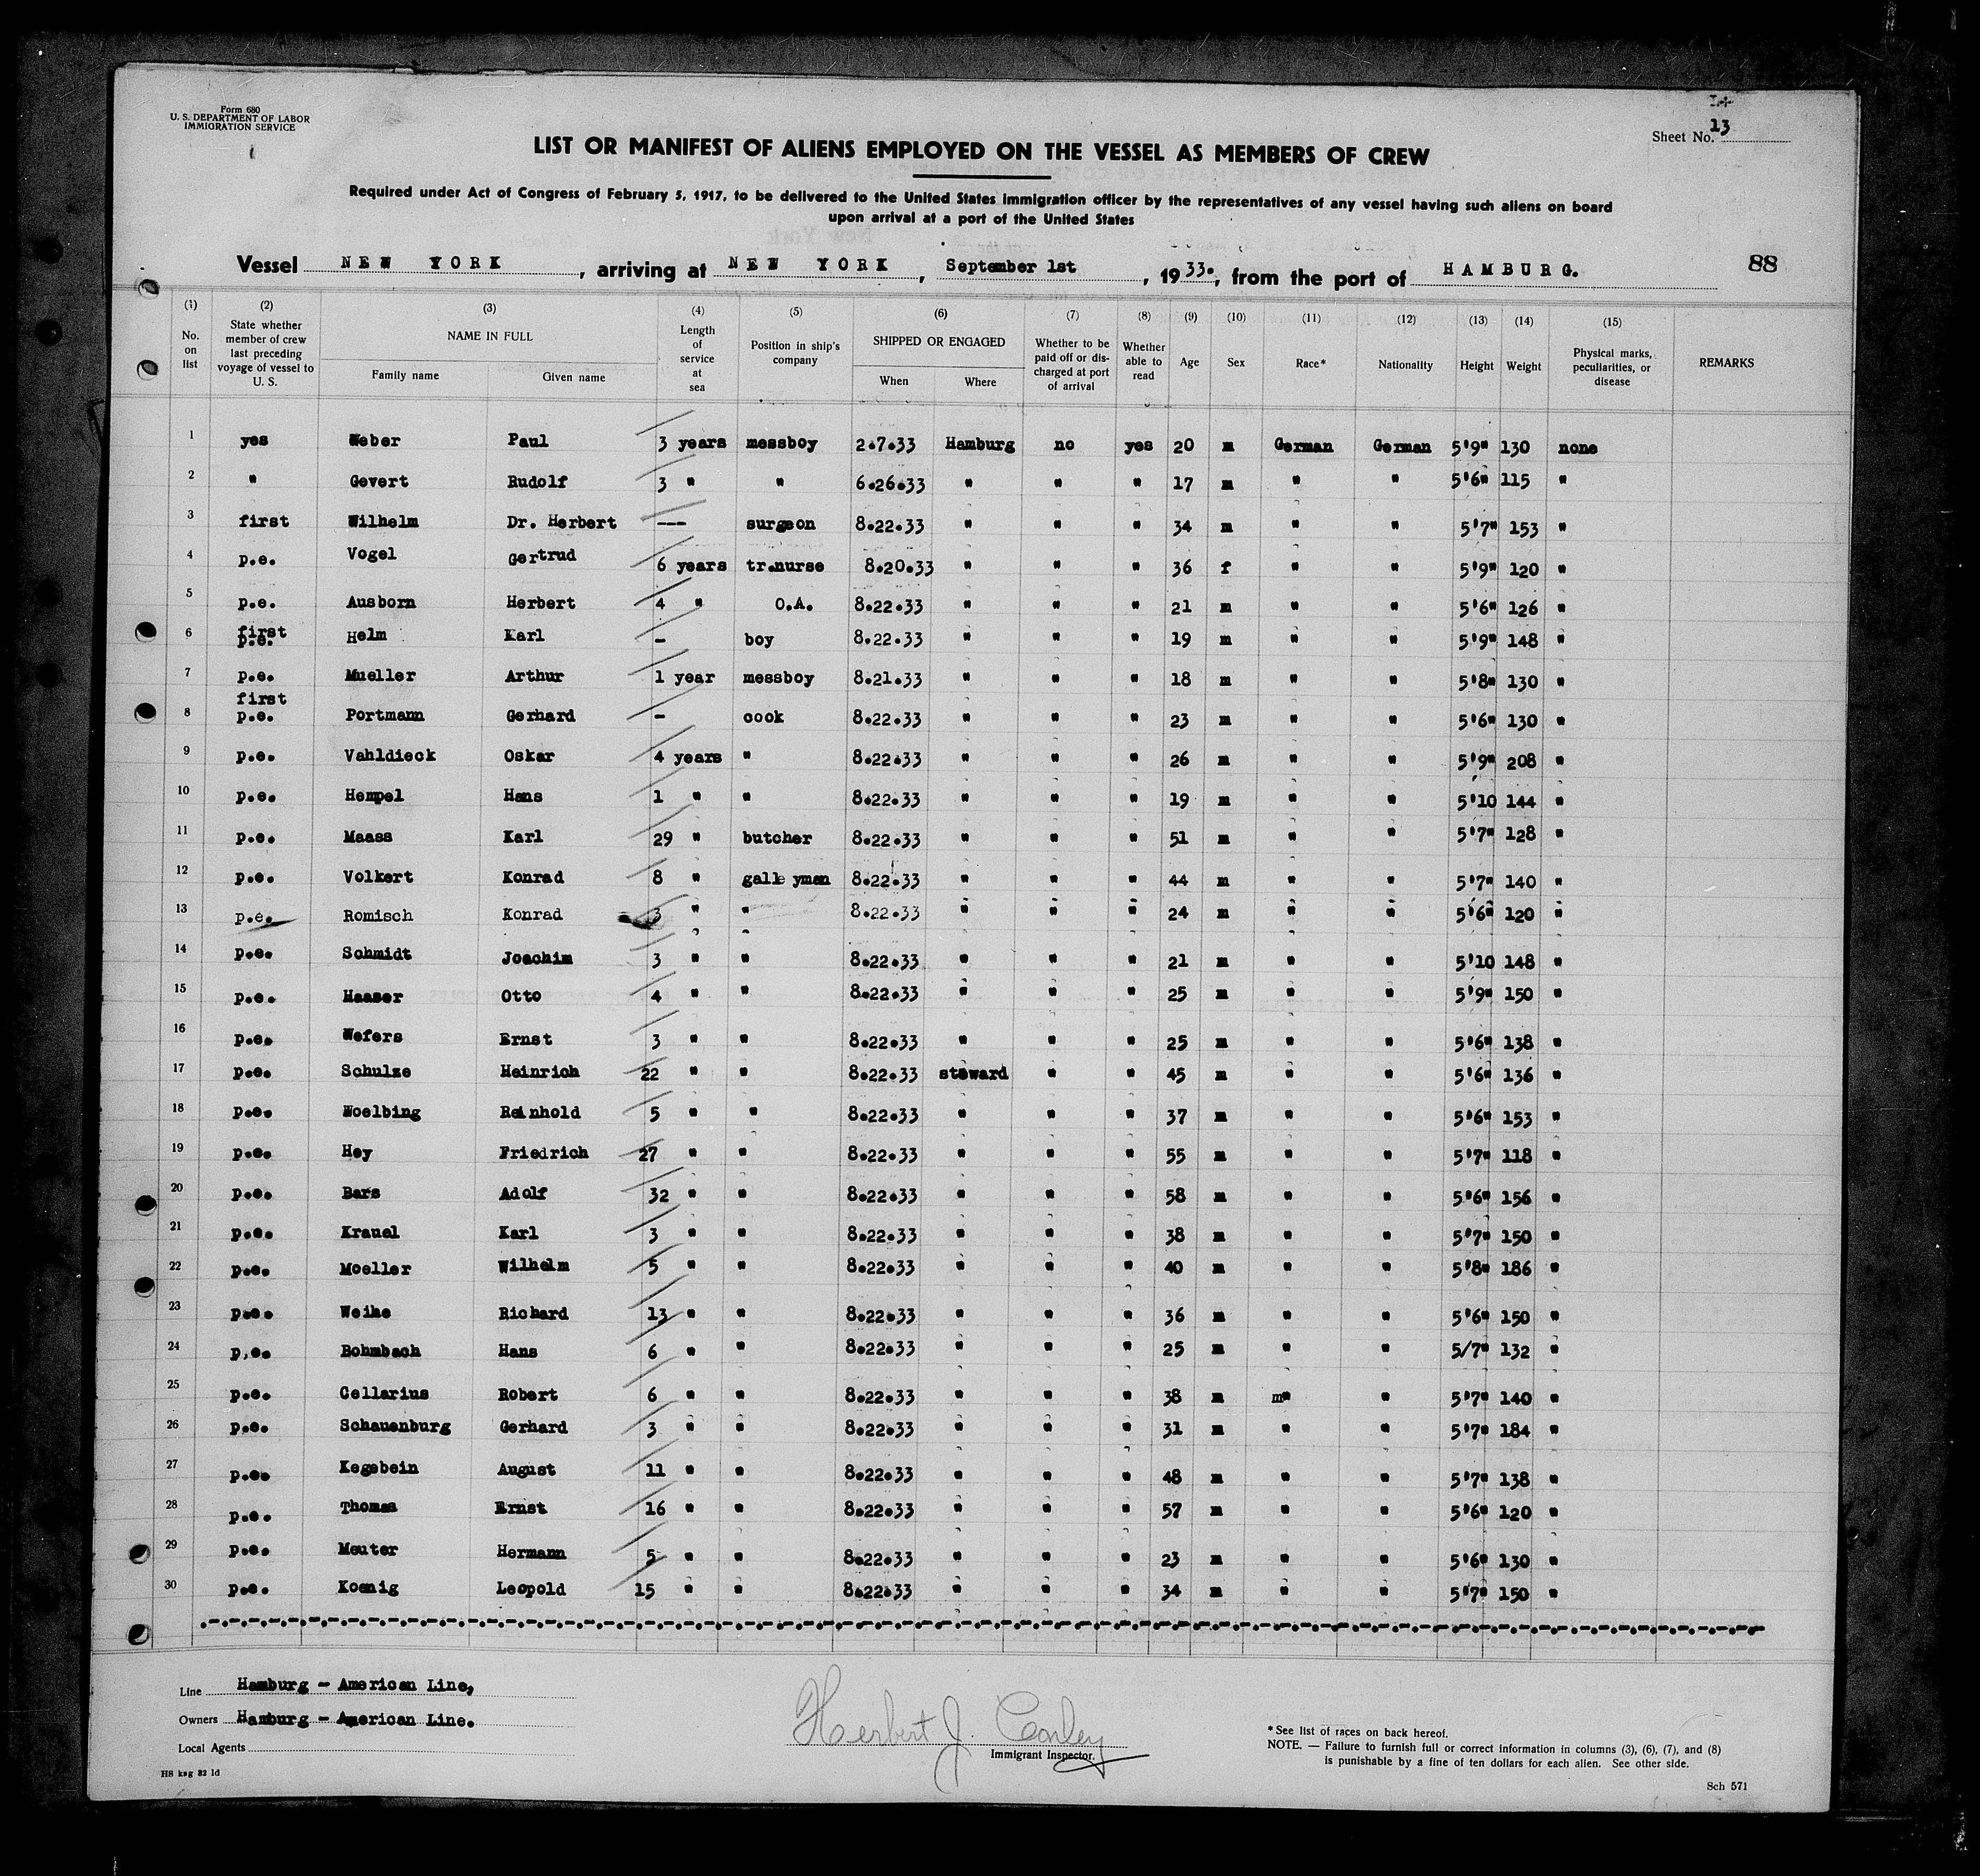 Form 680
U. S. DEPARTMENT OF LABOR
IMMIGRATION SERVICE
Sheet No. 13
LIST OR MANIFEST OF ALIENS EMPLOYED ON THE VESSEL AS MEMBERS OF CREW
Required under Act of Congress of February 5, 1917, to be delivered to the United States immigration officer by the representatives of any vessel having such aliens on board
upon arrival at a port of the United States
Vessel NEW YORK, arriving at NEW YORK, September 1st, 1933., from the port of HAMBURG. 88
(1) (2) (3) (4) (5) (6) (7) (8) (9) (10) (11) (12) (13) (14) (15)
No. on list State whether member of crew last preceding voyage of vessel to U. S. NAME IN FULL Family name Given name Length of service at sea Position in ship's company SHIPPED OR ENGAGED When Where Whether to be paid off or discharged at port of arrival Whether able to read Age Sex Race* Nationality Height Weight Physical marks, peculiarities, or disease REMARKS
1 yes Weber Paul 3 years messboy 2.7.33 Hamburg no yes 20 m German German 5'9" 130 none
2 " Gevert Rudolf 3 " " 6.26.33 " " " 17 m " " 5'6" 115 "
3 first Wilhelm Dr. Herbert --- surgeon 8.22.33 " " " 34 m " " 5'7" 153 "
4 p.e. Vogel Gertrud 6 years tr.nurse 8.20.33 " " " 36 f " " 5'9" 120 "
5 p.e. Ausborn Herbert 4 " O.A. 8.22.33 " " " 21 m " " 5'6" 126 "
6 first p.e. Helm Karl - boy 8.22.33 " " " 19 m " " 5'9" 148 "
7 p.e. Mueller Arthur 1 year messboy 8.21.33 " " " 18 m " " 5'8" 130 "
8 first p.e. Portmann Gerhard - cook 8.22.33 " " " 23 m " " 5'6" 130 "
9 p.e. Vahldieck Oskar 4 years " 8.22.33 " " " 26 m " " 5'9" 208 "
10 p.e. Hempel Hans 1 " " 8.22.33 " " " 19 m " " 5'10 144 "
11 p.e. Maass Karl 29 " butcher 8.22.33 " " " 51 m " " 5'7" 128 "
12 p.e. Volkert Konrad 8 " galle yman 8.22.33 " " " 44 m " " 5'7" 140 "
13 p.e. Romisch Konrad 3 " " 8.22.33 " " " 24 m " " 5'6" 120 "
14 p.e. Schmidt Joachim 3 " " 8.22.33 " " " 21 m " " 5'10 148 "
15 p.e. Haaser Otto 4 " " 8.22.33 " " " 25 m " " 5'9" 150 "
16 p.e. Wefers Ernst 3 " " 8.22.33 " " " 25 m " " 5'6" 138 "
17 p.e. Schulze Heinrich 22 " " 8.22.33 steward " " 45 m " " 5'6" 136 "
18 p.e. Noelbing Reinhold 5 " " 8.22.33 " " " 37 m " " 5'6" 153 "
19 p.e. Hey Friedrich 27 " " 8.22.33 " " " 55 m " " 5'7" 118 "
20 p.e. Bars Adolf 32 " " 8.22.33 " " " 58 m " " 5'6" 156 "
21 p.e. Krauel Karl 3 " " 8.22.33 " " " 38 m " " 5'7" 150 "
22 p.e. Moeller Wilhelm 5 " " 8.22.33 " " " 40 m " " 5'8" 186 "
23 p.e. Weihe Richard 13 " " 8.22.33 " " " 36 m " " 5'6" 150 "
24 p,e. Bohmbach Hans 6 " " 8.22.33 " " " 25 m " " 5/7" 132 "
25 p.e. Cellarius Robert 6 " " 8.22.33 " " " 38 m m" " 5'7" 140 "
26 p.e. Schauenburg Gerhard 3 " " 8.22.33 " " " 31 m " " 5'7" 184 "
27 p.e. Kegebein August 11 " " 8.22.33 " " " 48 m " " 5'7" 138 "
28 p.e. Thomas Ernst 16 " " 8.22.33 " " " 57 m " " 5'6" 120 "
29 p.e. Meuter Hermann 5 " " 8.22.33 " " " 23 m " " 5'6" 130 "
30 p.e. Koenig Leopold 15 " " 8.22.33 " " " 34 m " " 5'7" 150 "
Line Hamburg - American Line,
Owners Hamburg - American Line.
Local Agents
H8 kag 82 1d
Herbert J. Conley
Immigrant Inspector.
* See list of races on back hereof.
NOTE. — Failure to furnish full or correct information in columns (3), (6), (7), and (8)
is punishable by a fine of ten dollars for each alien. See other side.
Sch 571